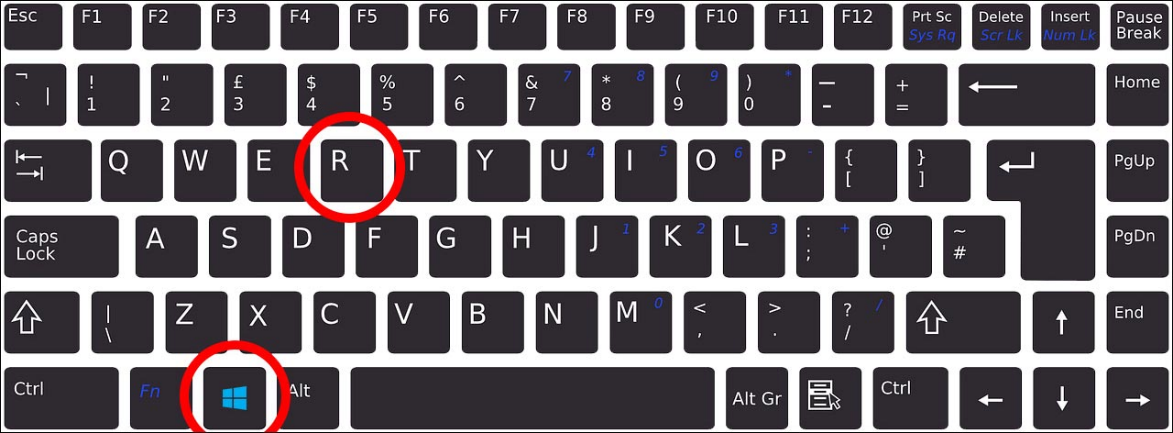 Esc F1 F2 F3 F4 F5 F6 F7 F8 F9 F10 F11 F12 Prt Sc Delete Insert Pause
Sys Rq Scr Lk Num Lk Break
¬ ! " £ $ % ^ & 7 * 8 ( 9 ) * — + Home
` | 1 2 3 4 5 6 7 8 9 0 - =
Q W E R T Y U 4 I 5 O 6 P - { } PgUp
[ ]
Caps A S D F G H J 1 K 2 L 3 : + @ ~ PgDn
Lock ; ' #
| Z X C V B N M 0 < > ? / End
\ , . /
Ctrl Fn Alt Alt Gr Ctrl